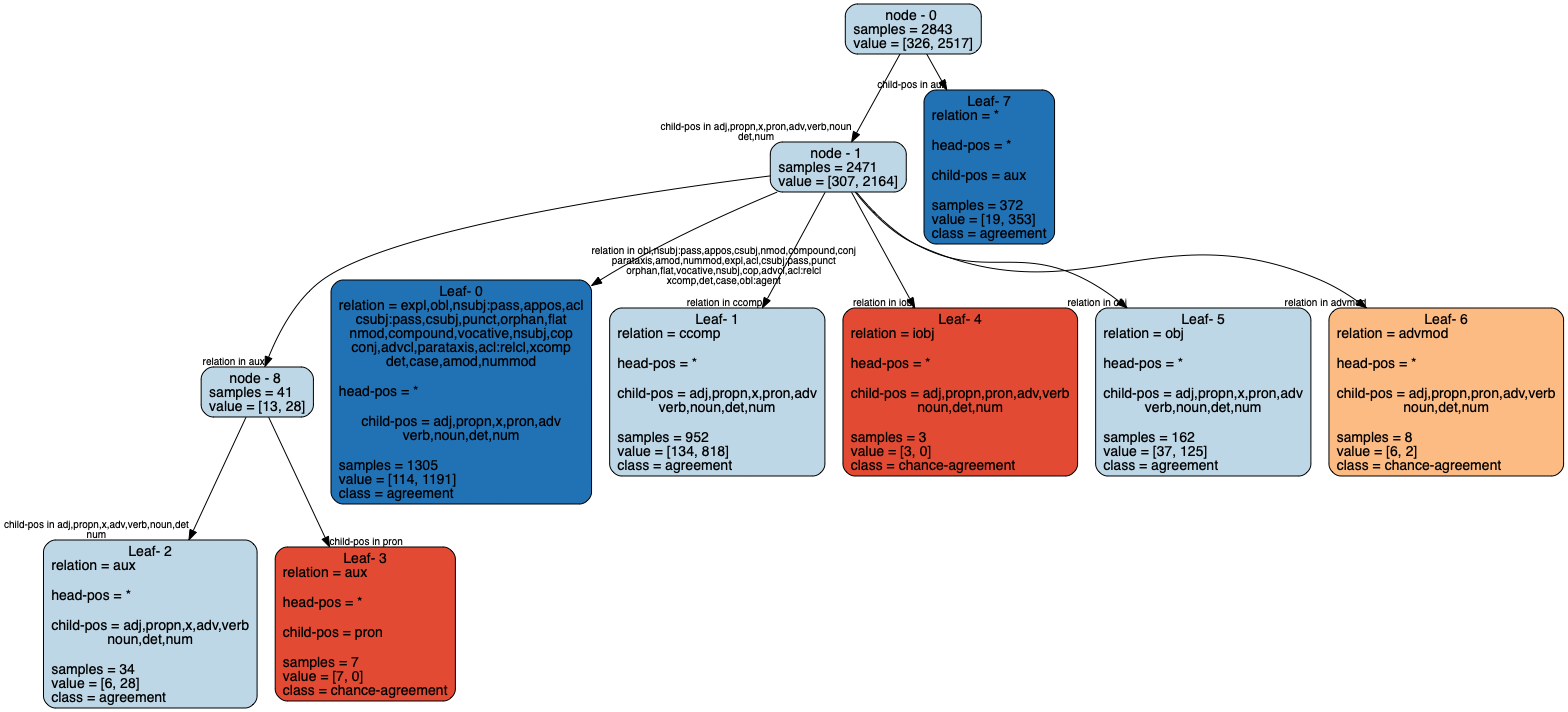 node - 0
samples = 2843
value = [326, 2517]
child-pos in aux
Leaf- 7
relation = *
head-pos = *
child-pos = aux
samples = 372
value = [19, 353]
class = agreement
child-pos in adj,propn,x,pron,adv,verb,noun
det,num
node - 1
samples = 2471
value = [307, 2164]
relation in obl,nsubj:pass,appos,csubj,nmod,compound,conj
parataxis,amod,nummod,expl,acl,csubj:pass,punct
orphan,flat,vocative,nsubj,cop,advcl,acl:relcl
xcomp,det,case,obl:agent
Leaf- 0
relation = expl,obl,nsubj:pass,appos,acl
csubj:pass,csubj,punct,orphan,flat
nmod,compound,vocative,nsubj,cop
conj,advcl,parataxis,acl:relcl,xcomp
det,case,amod,nummod
head-pos = *
child-pos = adj,propn,x,pron,adv
verb,noun,det,num
samples = 1305
value = [114, 1191]
class = agreement
relation in ccomp
Leaf- 1
relation = ccomp
head-pos = *
child-pos = adj,propn,x,pron,adv
verb,noun,det,num
samples = 952
value = [134, 818]
class = agreement
relation in iobj
Leaf- 4
relation = iobj
head-pos = *
child-pos = adj,propn,pron,adv,verb
noun,det,num
samples = 3
value = [3, 0]
class = chance-agreement
relation in obj
Leaf- 5
relation = obj
head-pos = *
child-pos = adj,propn,x,pron,adv
verb,noun,det,num
samples = 162
value = [37, 125]
class = agreement
relation in advmod
Leaf- 6
relation = advmod
head-pos = *
child-pos = adj,propn,pron,adv,verb
noun,det,num
samples = 8
value = [6, 2]
class = chance-agreement
relation in aux
node - 8
samples = 41
value = [13, 28]
child-pos in adj,propn,x,adv,verb,noun,det
num
Leaf- 2
relation = aux
head-pos = *
child-pos = adj,propn,x,adv,verb
noun,det,num
samples = 34
value = [6, 28]
class = agreement
child-pos in pron
Leaf- 3
relation = aux
head-pos = *
child-pos = pron
samples = 7
value = [7, 0]
class = chance-agreement